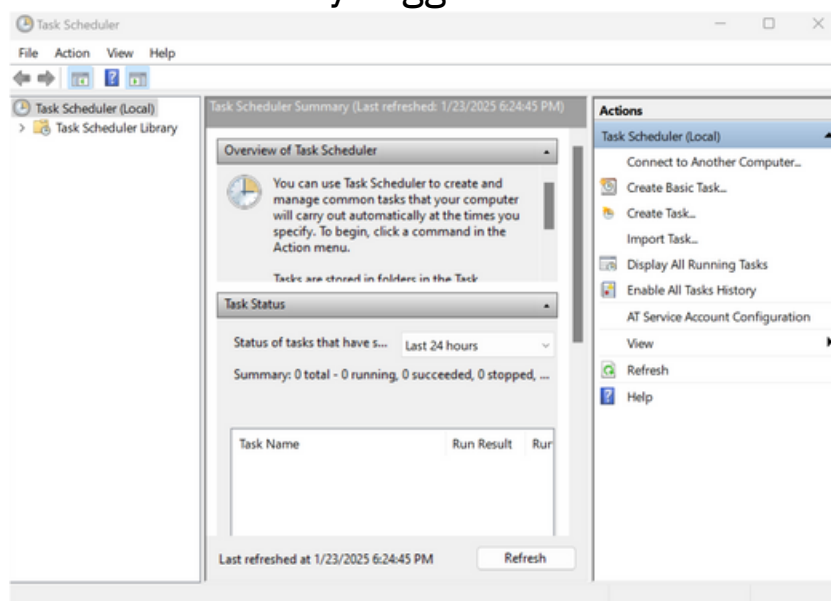 Task Scheduler
File Action View Help
Task Scheduler (Local)
Task Scheduler Library
Task Scheduler Summary (Last refreshed: 1/23/2025 6:24:45 PM)
Overview of Task Scheduler
You can use Task Scheduler to create and
manage common tasks that your computer
will carry out automatically at the times you
specify. To begin, click a command in the
Action menu.
Tasks are stored in folders in the Task
Task Status
Status of tasks that have s... Last 24 hours
Summary: 0 total - 0 running, 0 succeeded, 0 stopped, ...
Task Name Run Result Rur
Last refreshed at 1/23/2025 6:24:45 PM Refresh
Actions
Task Scheduler (Local)
Connect to Another Computer...
Create Basic Task...
Create Task...
Import Task...
Display All Running Tasks
Enable All Tasks History
AT Service Account Configuration
View
Refresh
Help